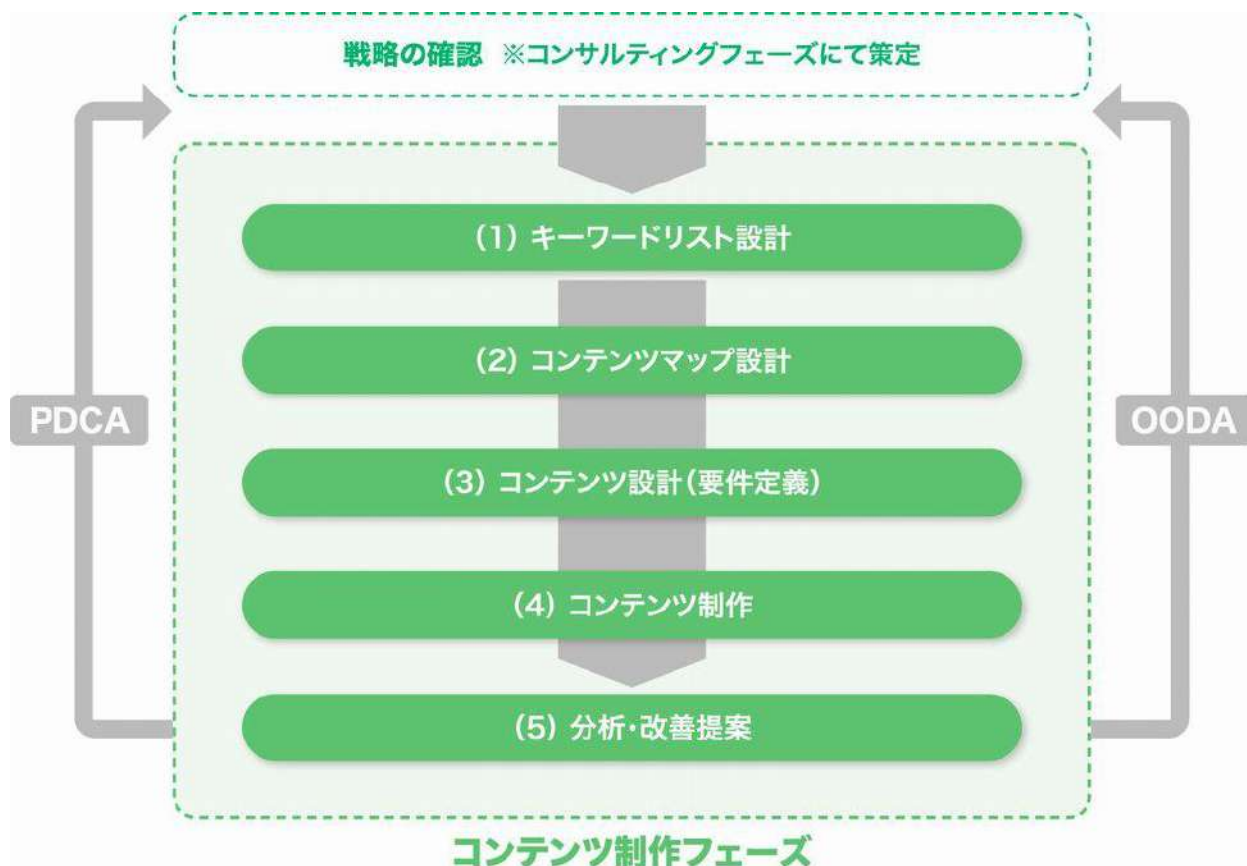 戦略の確認 ※コンサルティングフェーズにて策定
(1) キーワードリスト設計
(2) コンテンツマップ設計
PDCA
OODA
(3) コンテンツ設計(要件定義)
(4) コンテンツ制作
(5) 分析・改善提案
コンテンツ制作フェーズ